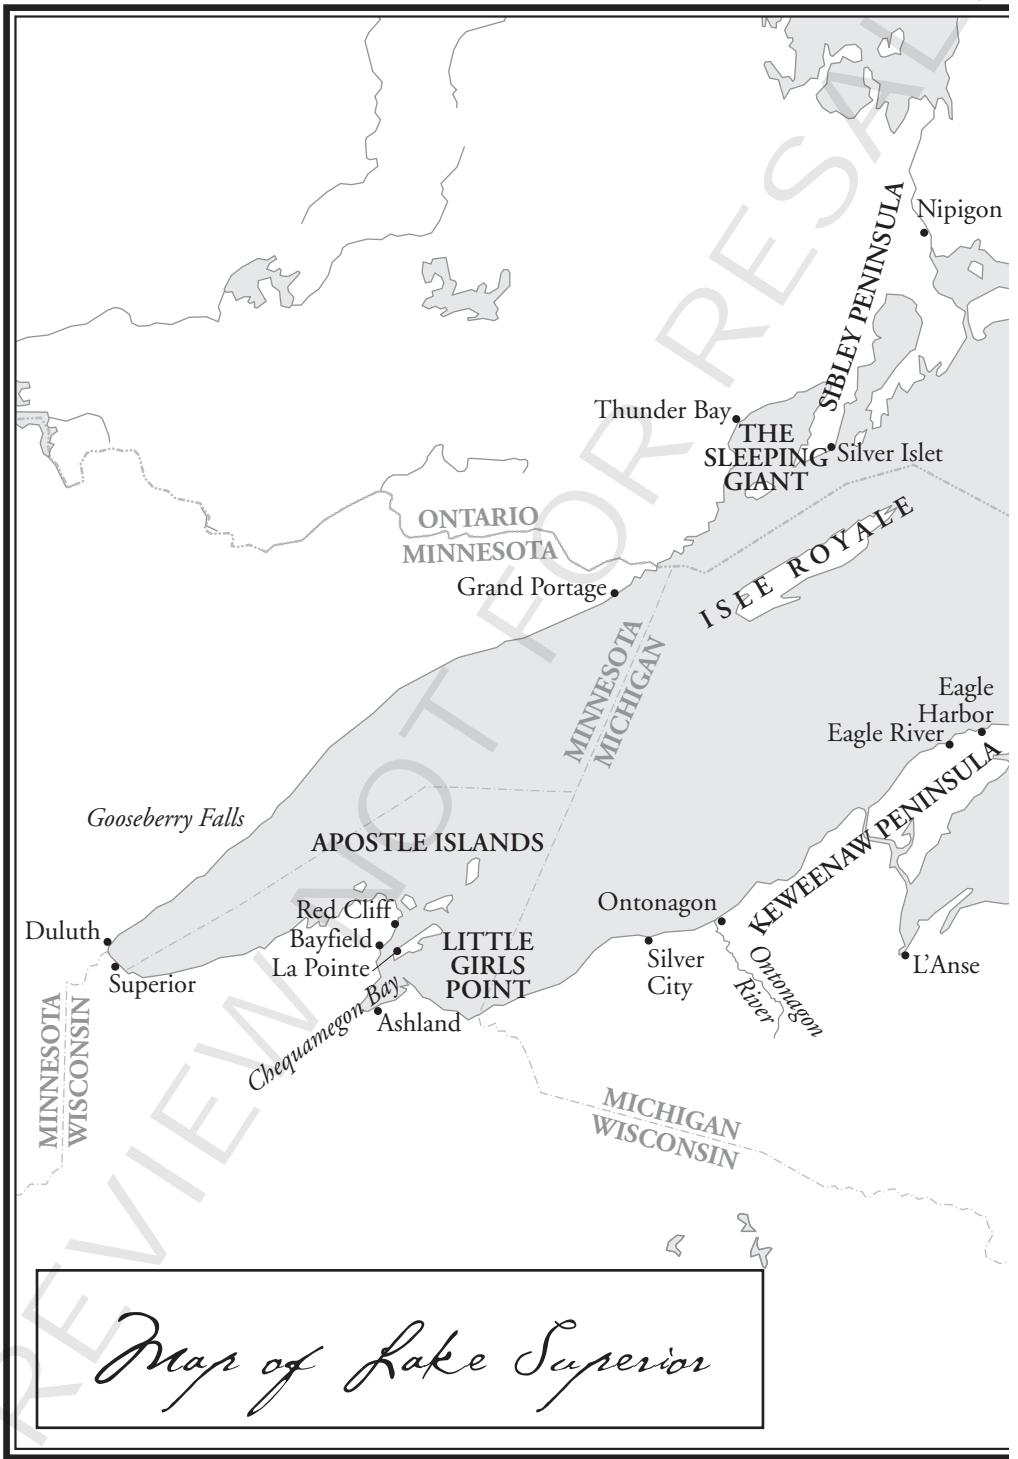 Nipigon
SIBLEY PENINSULA
Thunder Bay
THE
SLEEPING
GIANT
Silver Islet
ISLE ROYALE
ONTARIO
MINNESOTA
Grand Portage
MINNESOTA
MICHIGAN
Eagle
Harbor
Eagle River
KEWEENAW PENINSULA
Gooseberry Falls
APOSTLE ISLANDS
Red Cliff
Bayfield
La Pointe
LITTLE
GIRLS
POINT
Ontonagon
Silver
City
Ontonagon
River
L'Anse
Duluth
Superior
Chequamegon Bay
Ashland
MINNESOTA
WISCONSIN
MICHIGAN
WISCONSIN
Map of Lake Superior
REVIEW NOT FOR RESAL